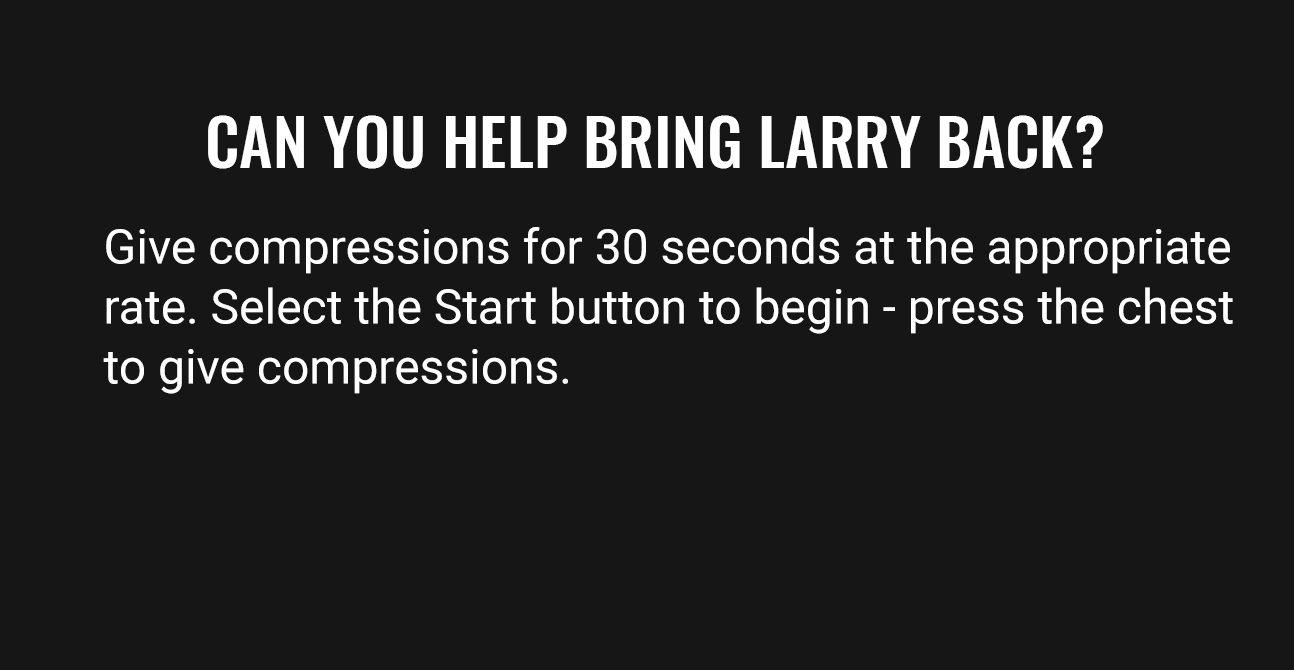 CAN YOU HELP BRING LARRY BACK?
Give compressions for 30 seconds at the appropriate
rate. Select the Start button to begin - press the chest
to give compressions.